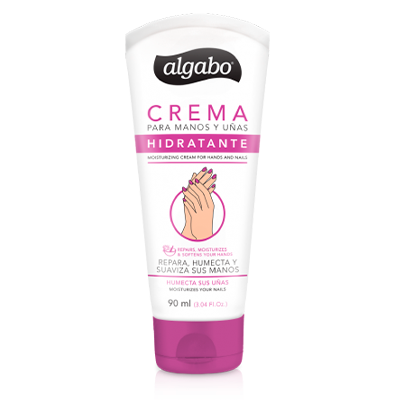 algabo
CREMA
PARA MANOS Y UÑAS
HIDRATANTE
MOISTURIZING CREAM FOR HANDS AND NAILS
REPAIRS, MOISTURIZES
& SOFTENS YOUR HANDS
REPARA, HUMECTA Y
SUAVIZA SUS MANOS
HUMECTA SUS UÑAS
MOISTURIZES YOUR NAILS
90 ml (3.04 Fl.Oz.)